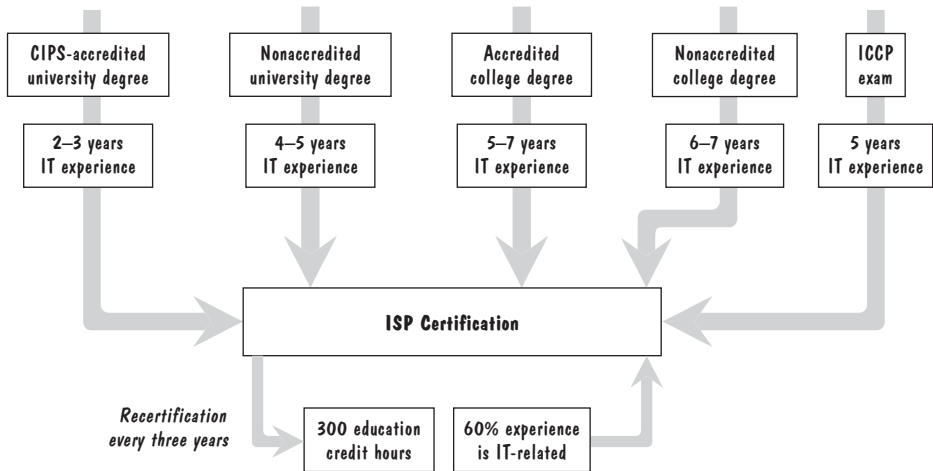 CIPS-accredited
university degree
Nonaccredited
university degree
Accredited
college degree
Nonaccredited
college degree
ICCP
exam
2–3 years
IT experience
4–5 years
IT experience
5–7 years
IT experience
6–7 years
IT experience
5 years
IT experience
ISP Certification
Recertification
every three years
300 education
credit hours
60% experience
is IT-related